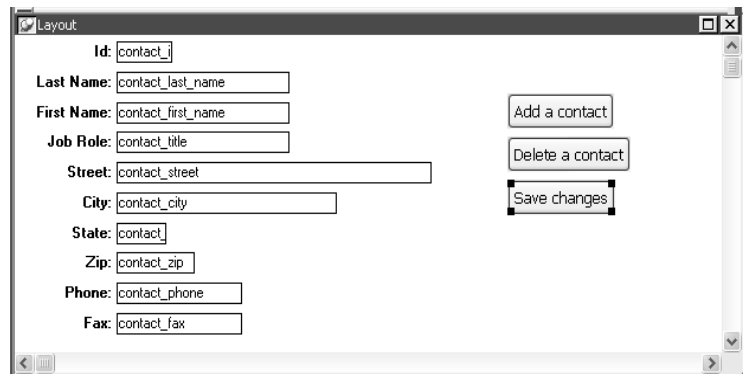 Layout
Id: contact_i
Last Name: contact_last_name
First Name: contact_first_name
Add a contact
Job Role: contact_title
Delete a contact
Street: contact_street
City: contact_city
Save changes
State: contact_
Zip: contact_zip
Phone: contact_phone
Fax: contact_fax